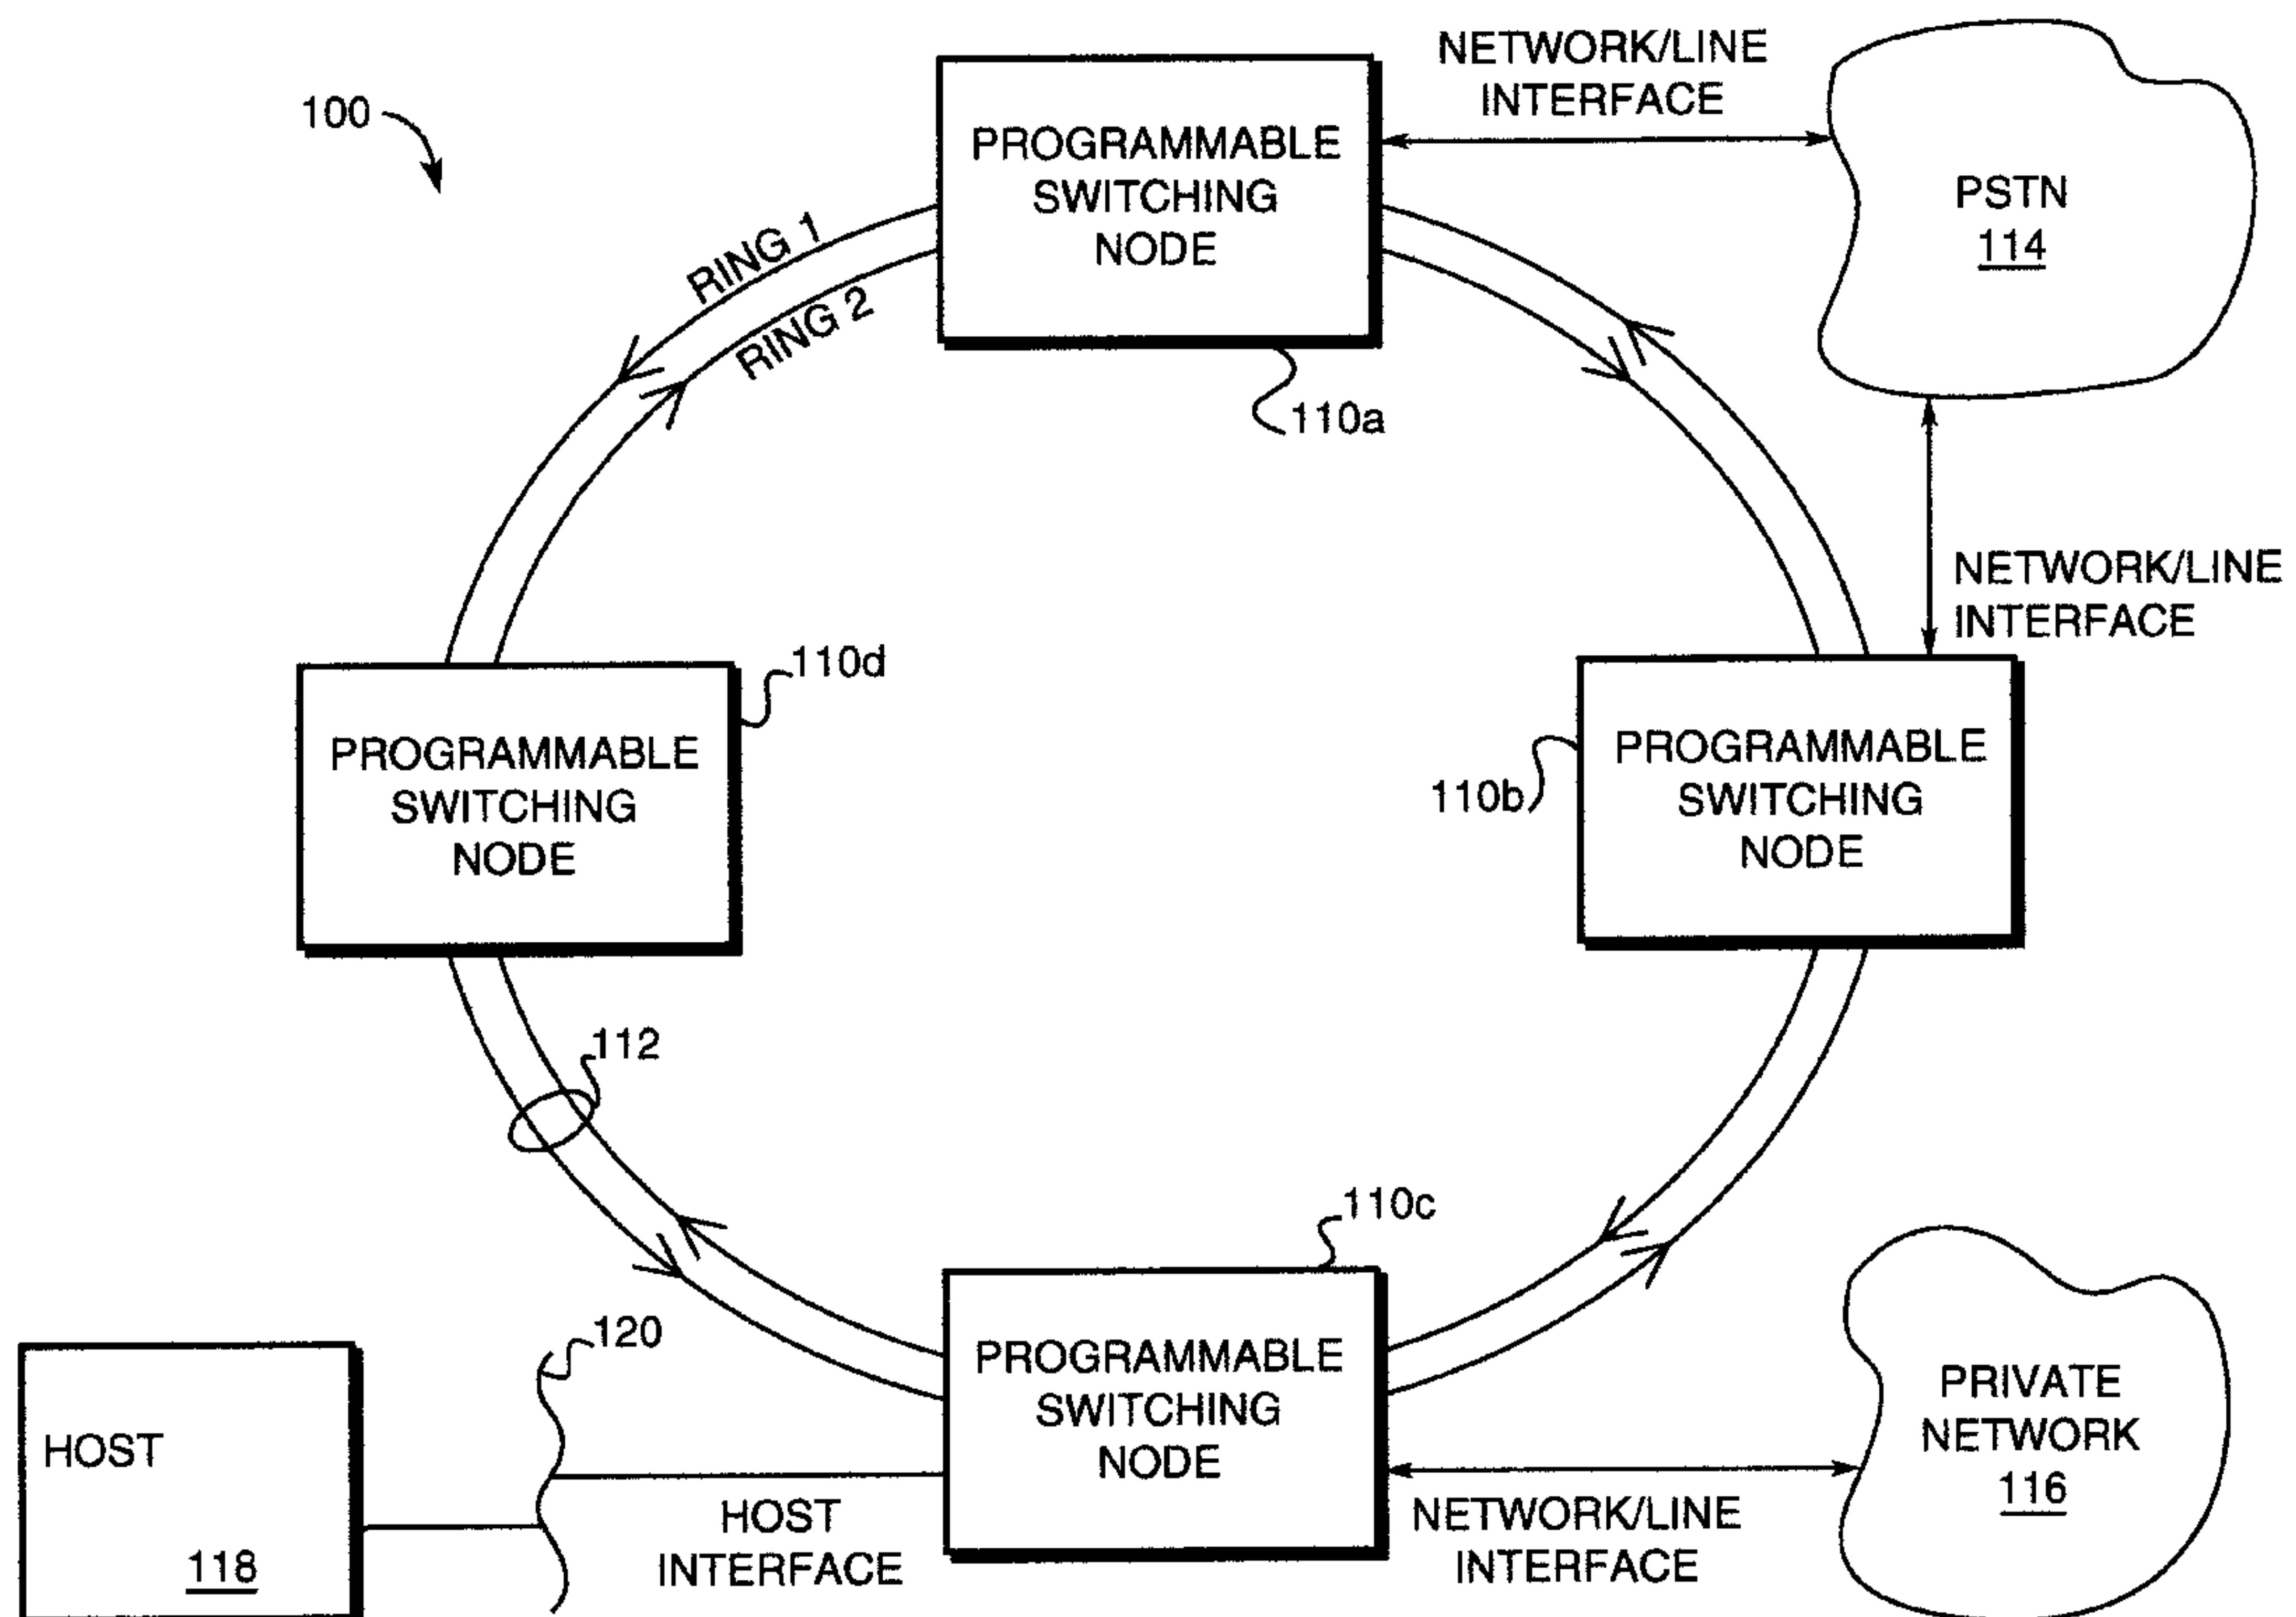 100
RING 1
RING 2
PROGRAMMABLE
SWITCHING
NODE
110a
NETWORK/LINE
INTERFACE
PSTN
114
NETWORK/LINE
INTERFACE
110d
PROGRAMMABLE
SWITCHING
NODE
110b
PROGRAMMABLE
SWITCHING
NODE
112
110c
PROGRAMMABLE
SWITCHING
NODE
120
HOST
118
HOST
INTERFACE
NETWORK/LINE
INTERFACE
PRIVATE
NETWORK
116